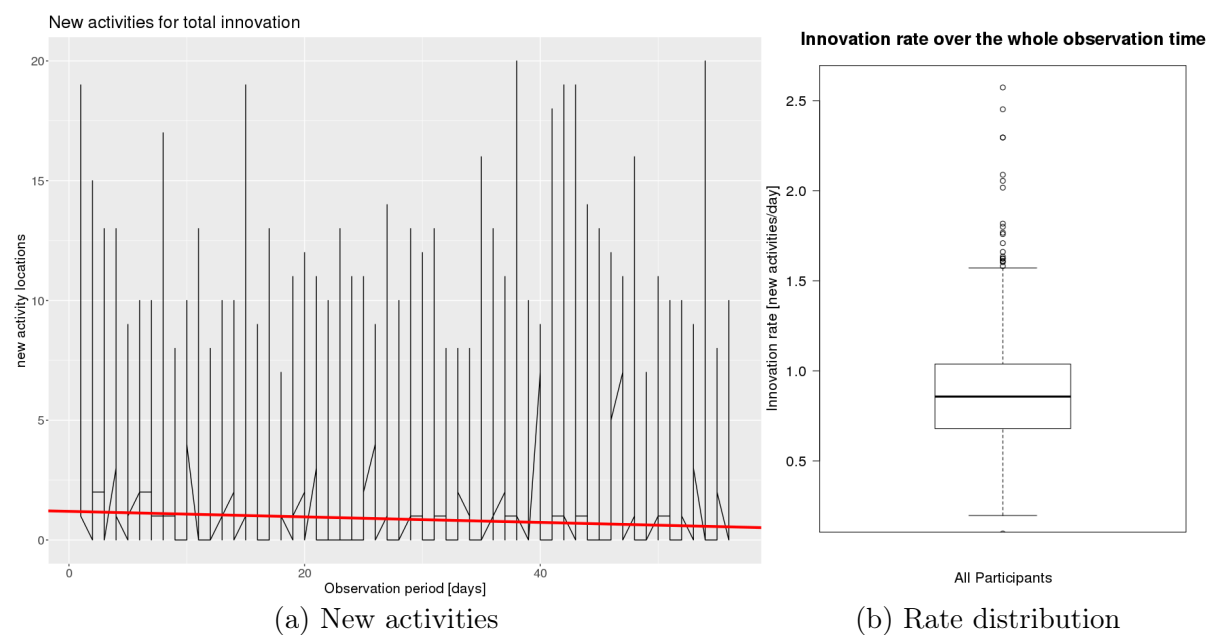 New activities for total innovation
new activity locations
20
15
10
5
0
0 20 40
Observation period [days]
(a) New activities
Innovation rate over the whole observation time
Innovation rate [new activities/day]
2.5
2.0
1.5
1.0
0.5
All Participants
(b) Rate distribution